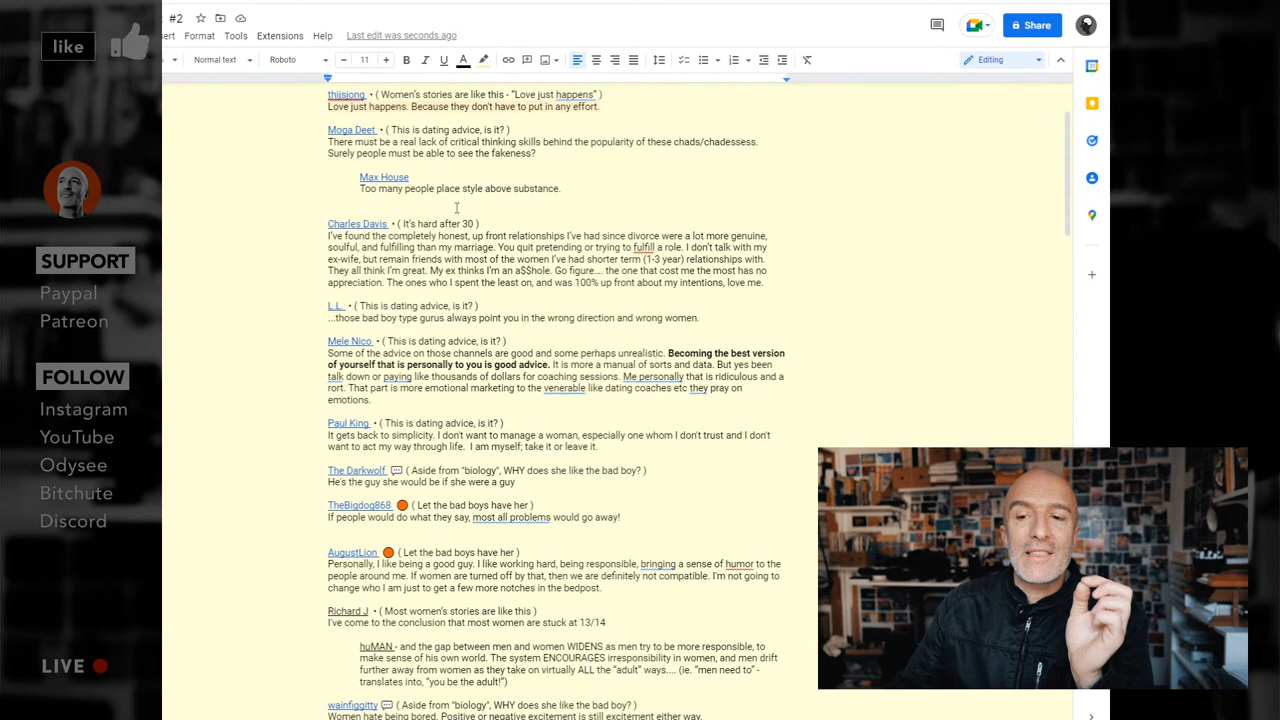 like
SUPPORT
Paypal
Patreon
FOLLOW
Instagram
YouTube
Odysee
Bitchute
Discord
LIVE
#2
Format Tools Extensions Help Last edit was seconds ago
Share
Normal text Roboto 11 B I U A Editing
thijsjong • ( Women's stories are like this - "Love just happens" )
Love just happens. Because they don't have to put in any effort.
Moga Deet • ( This is dating advice, is it? )
There must be a real lack of critical thinking skills behind the popularity of these chads/chadessess.
Surely people must be able to see the fakeness?
Max House
Too many people place style above substance.
Charles Davis • ( It's hard after 30 )
I've found the completely honest, up front relationships I've had since divorce were a lot more genuine,
soulful, and fulfilling than my marriage. You quit pretending or trying to fulfill a role. I don't talk with my
ex-wife, but remain friends with most of the women I've had shorter term (1-3 year) relationships with.
They all think I'm great. My ex thinks I'm an a$$hole. Go figure.... the one that cost me the most has no
appreciation. The ones who I spent the least on, and was 100% up front about my intentions, love me.
L.L. • ( This is dating advice, is it? )
...those bad boy type gurus always point you in the wrong direction and wrong women.
Mele Nico • ( This is dating advice, is it? )
Some of the advice on those channels are good and some perhaps unrealistic. Becoming the best version
of yourself that is personally to you is good advice. It is more a manual of sorts and data. But yes been
talk down or paying like thousands of dollars for coaching sessions. Me personally that is ridiculous and a
rort. That part is more emotional marketing to the venerable like dating coaches etc they pray on
emotions.
Paul King • ( This is dating advice, is it? )
It gets back to simplicity. I don't want to manage a woman, especially one whom I don't trust and I don't
want to act my way through life. I am myself; take it or leave it.
The Darkwolf ( Aside from "biology", WHY does she like the bad boy? )
He's the guy she would be if she were a guy
TheBigdog868 ( Let the bad boys have her )
If people would do what they say, most all problems would go away!
AugustLion ( Let the bad boys have her )
Personally, I like being a good guy. I like working hard, being responsible, bringing a sense of humor to the
people around me. If women are turned off by that, then we are definitely not compatible. I'm not going to
change who I am just to get a few more notches in the bedpost.
Richard J • ( Most women's stories are like this )
I've come to the conclusion that most women are stuck at 13/14
huMAN - and the gap between men and women WIDENS as men try to be more responsible, to
make sense of his own world. The system ENCOURAGES irresponsibility in women, and men drift
further away from women as they take on virtually ALL the "adult" ways.... (ie. "men need to" -
translates into, "you be the adult!")
wainfiggitty ( Aside from "biology", WHY does she like the bad boy? )
Women hate being bored. Positive or negative excitement is still excitement either way.